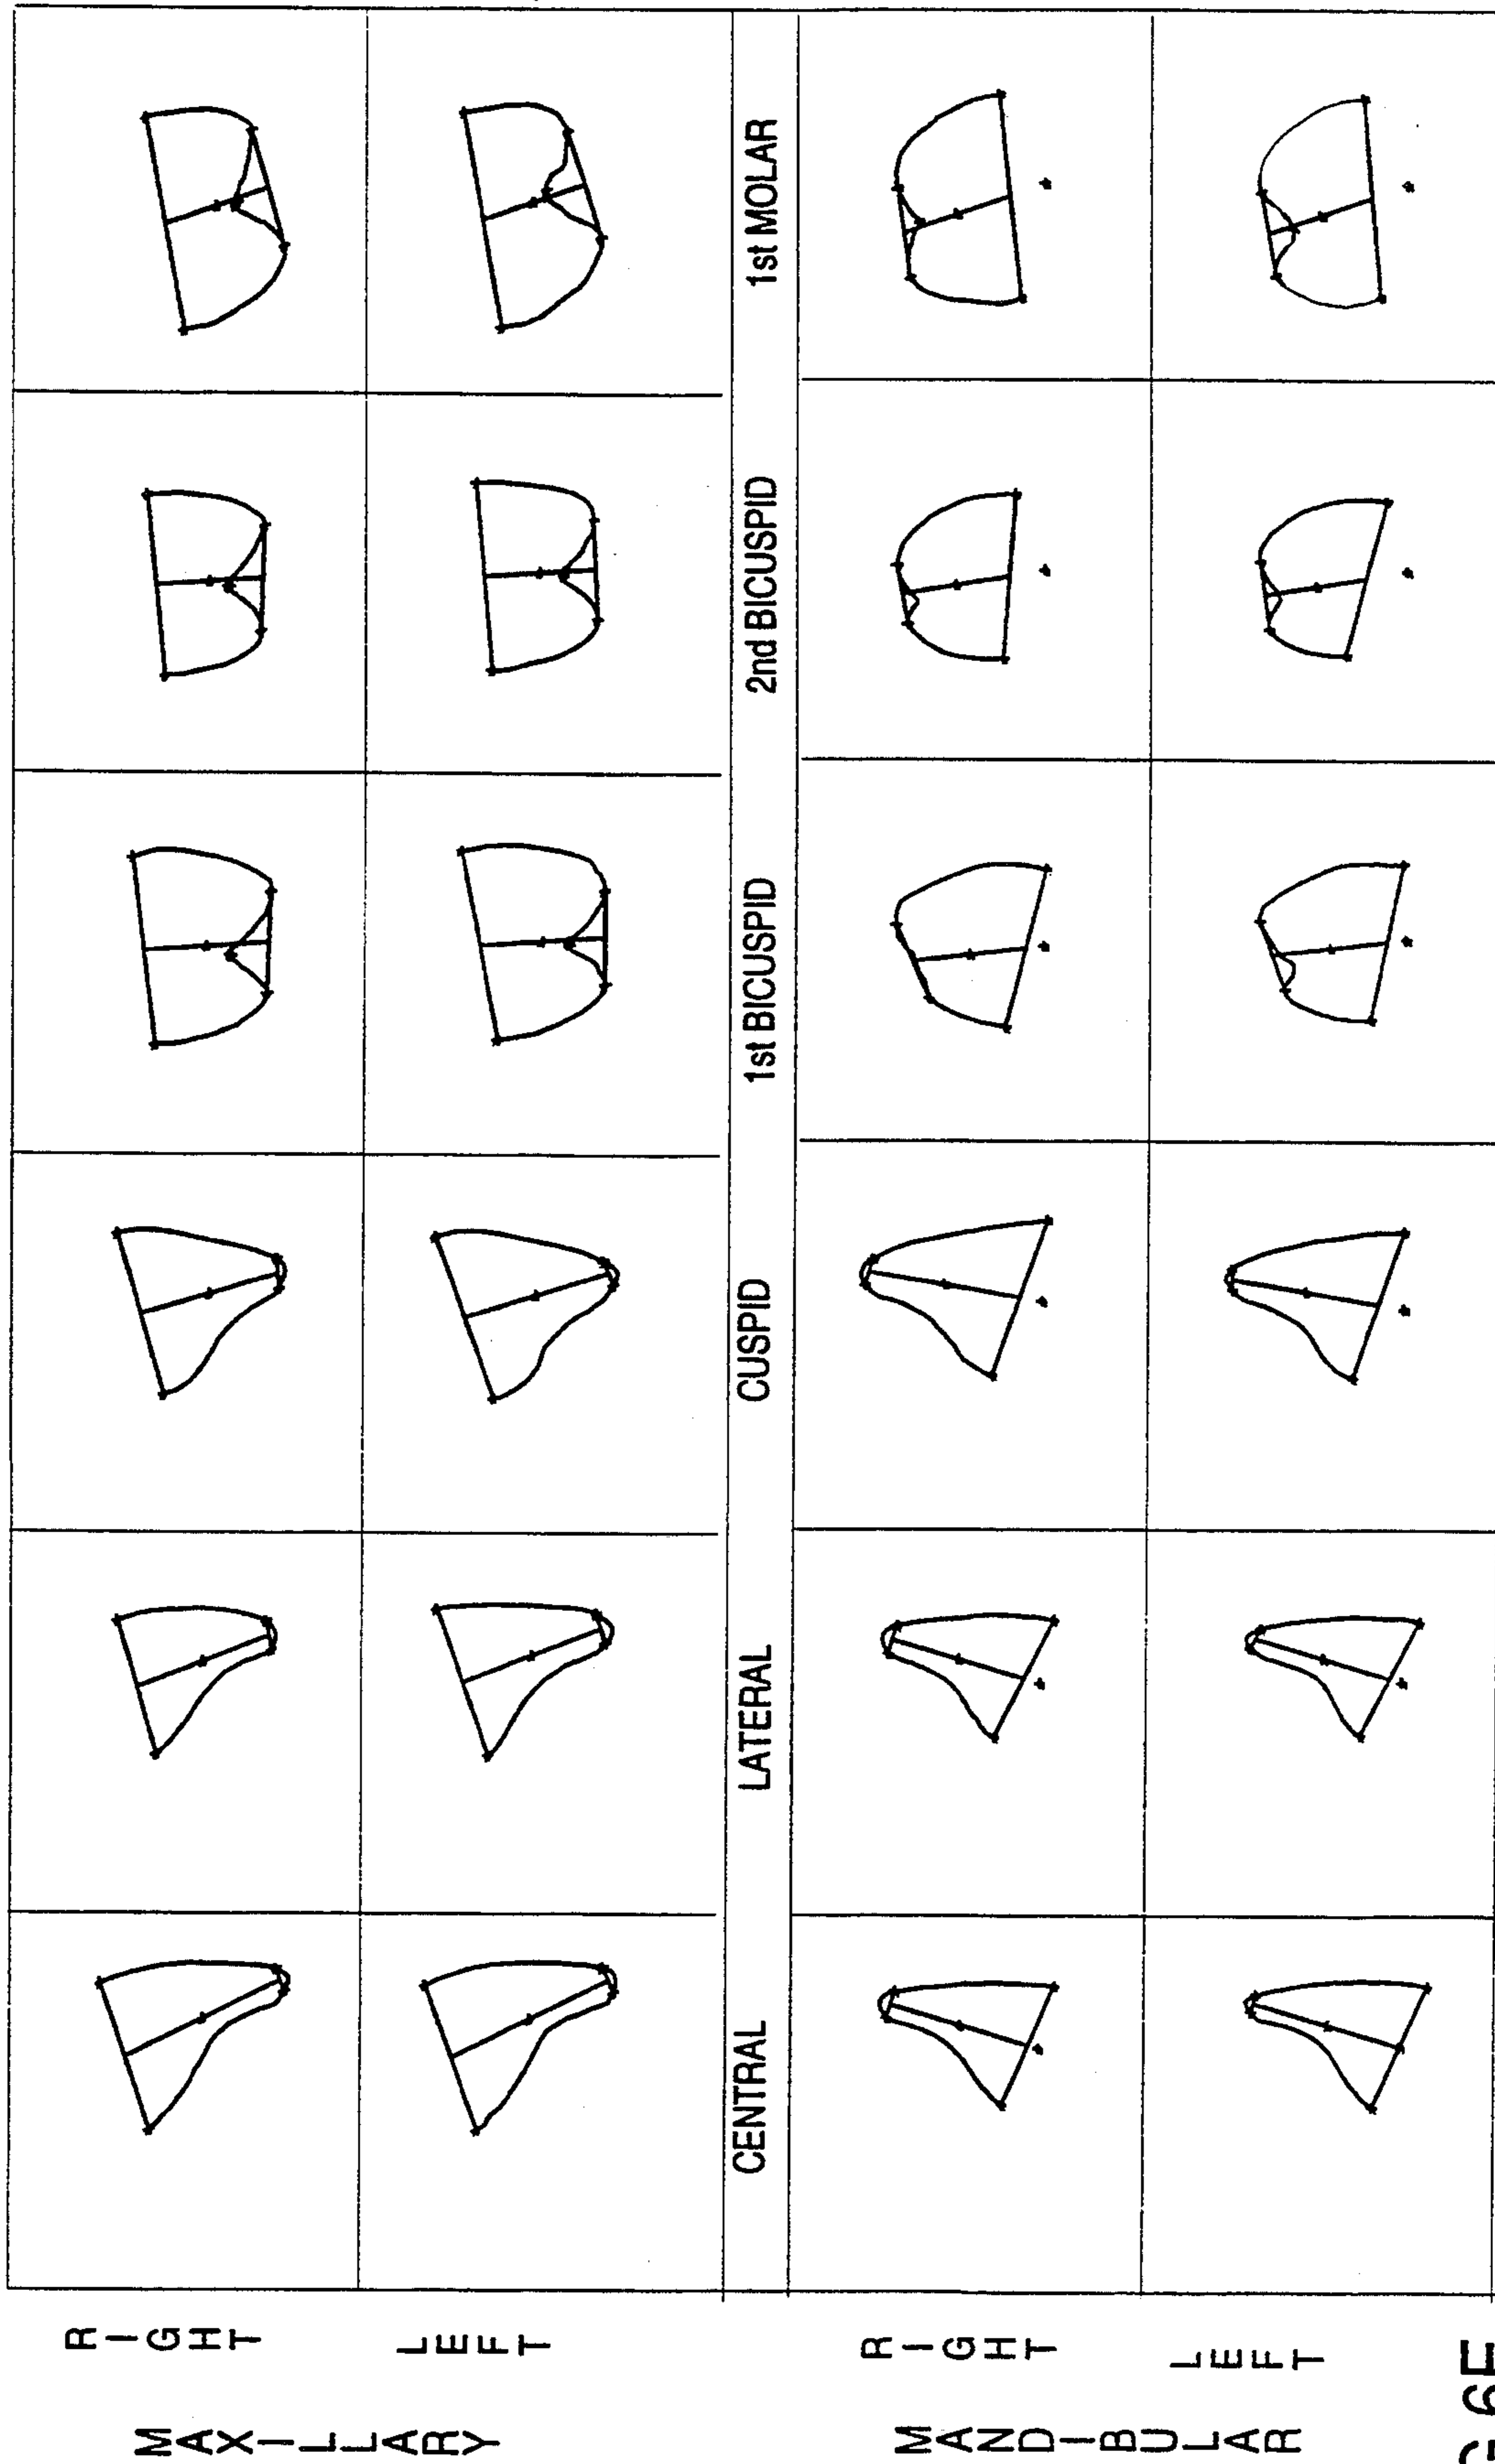 MAXILLARY
RIGHT
LEFT
CENTRAL
LATERAL
CUSPID
1st BICUSPID
2nd BICUSPID
1st MOLAR
MANDIBULAR
RIGHT
LEFT